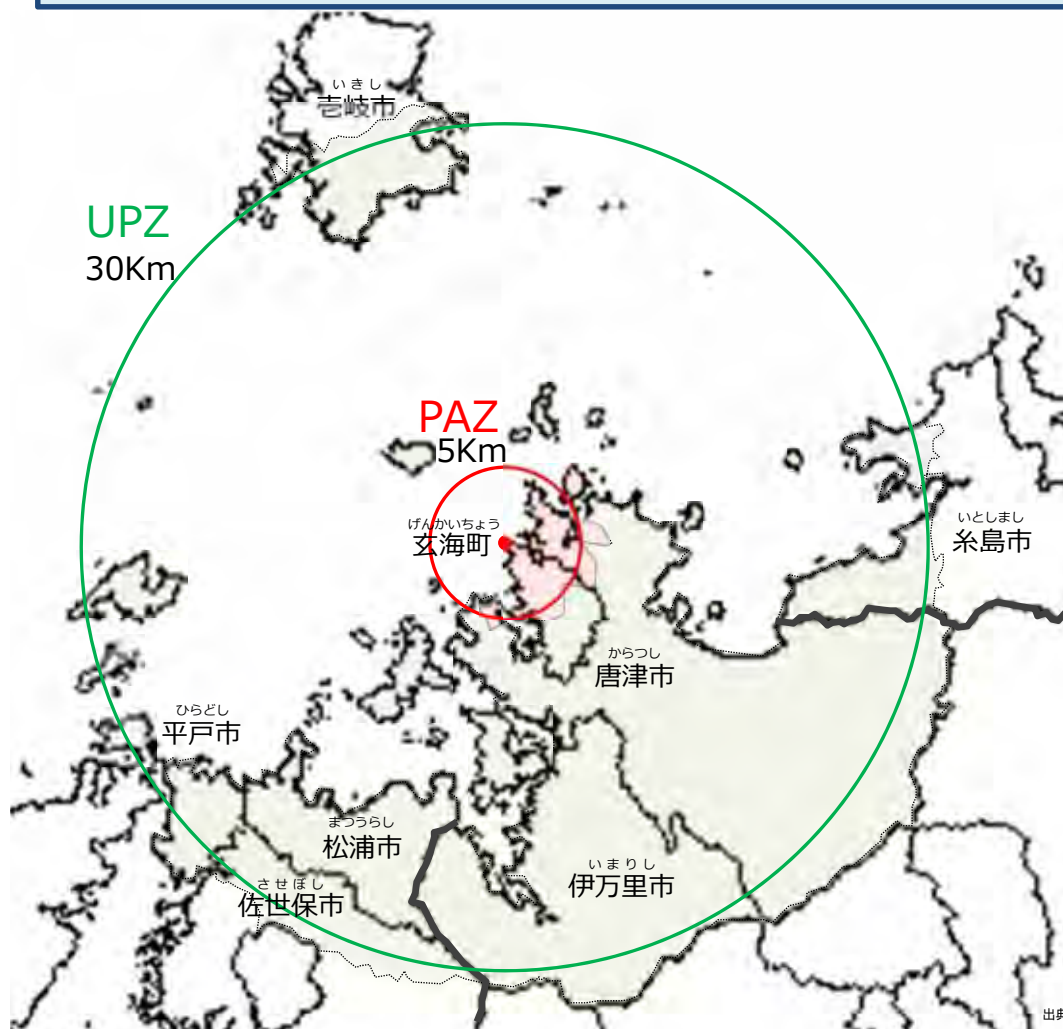 いきし
壱岐市
UPZ
30Km
PAZ
5Km
げんかいちょう
玄海町
いとしまし
糸島市
からつし
唐津市
ひらどし
平戸市
まつうらし
松浦市
いまりし
伊万里市
させぼし
佐世保市
出